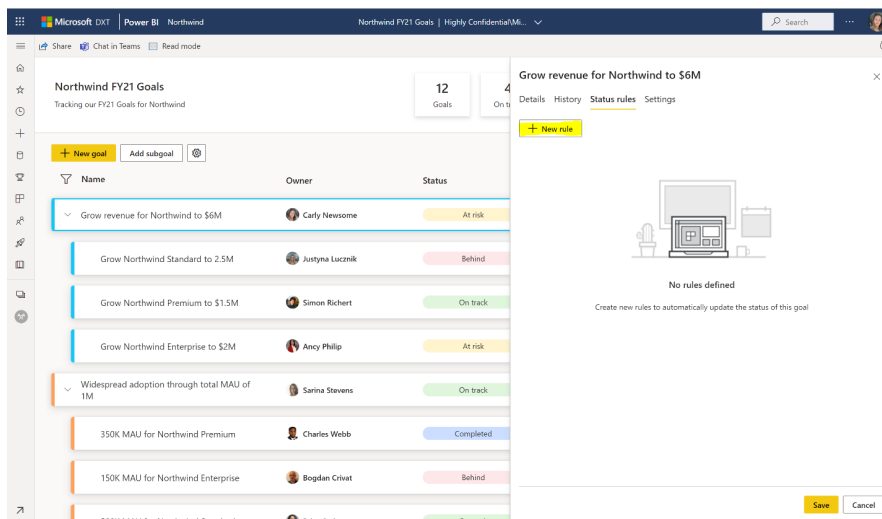 Microsoft DXT Power BI Northwind
Northwind FY21 Goals | Highly Confidential\Mi...
Search
Share Chat in Teams Read mode
Northwind FY21 Goals
Tracking our FY21 Goals for Northwind
12
Goals
4
New goal Add subgoal
Name Owner Status
Grow revenue for Northwind to $6M Carly Newsome At risk
Grow Northwind Standard to 2.5M Justyna Lucznik Behind
Grow Northwind Premium to $1.5M Simon Richert On track
Grow Northwind Enterprise to $2M Ancy Philip At risk
Widespread adoption through total MAU of
1M
Sarina Stevens On track
350K MAU for Northwind Premium Charles Webb Completed
150K MAU for Northwind Enterprise Bogdan Crivat Behind
Grow revenue for Northwind to $6M
Details History Status rules Settings
New rule
No rules defined
Create new rules to automatically update the status of this goal
Save Cancel